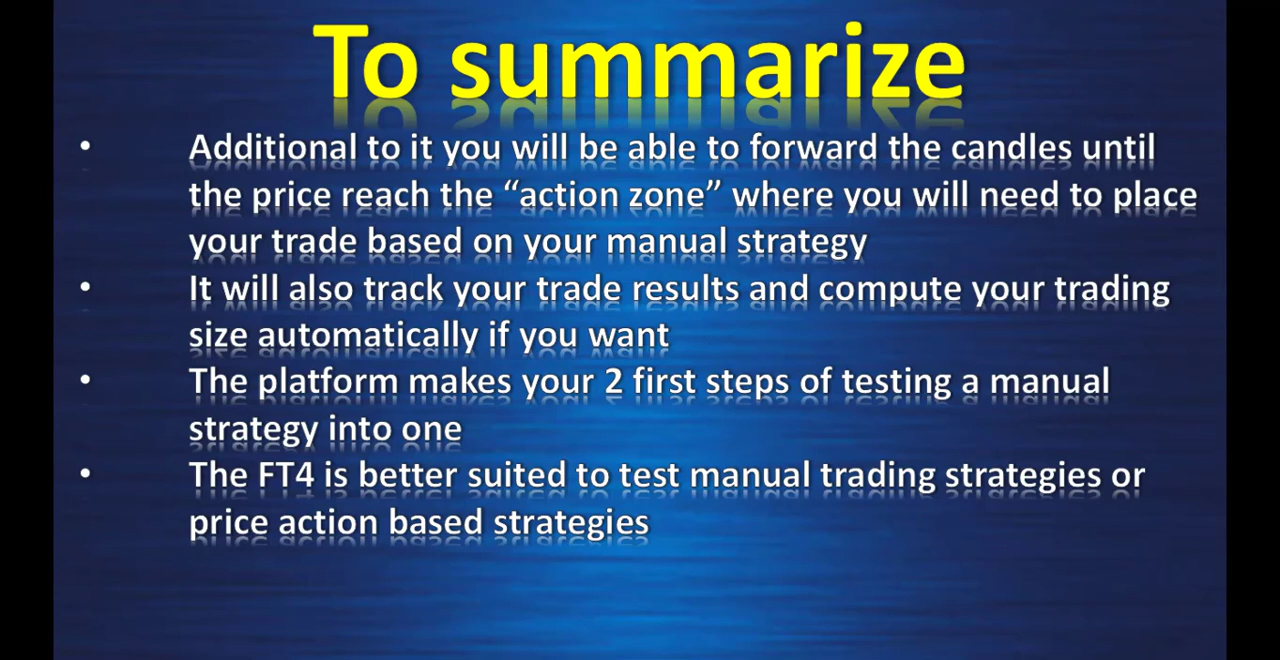 To summarize
• Additional to it you will be able to forward the candles until
the price reach the “action zone” where you will need to place
your trade based on your manual strategy
• It will also track your trade results and compute your trading
size automatically if you want
• The platform makes your 2 first steps of testing a manual
strategy into one
• The FT4 is better suited to test manual trading strategies or
price action based strategies